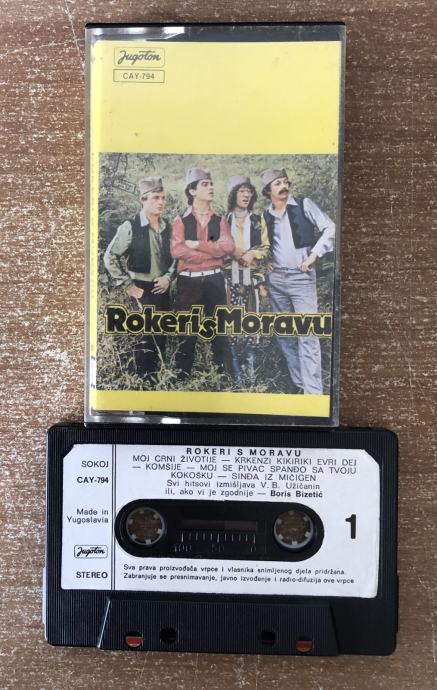 Jugoton
CAY-794
Rokeri s Moravu
ROKERI S MORAVU
MOJ CRNI ŽIVOTIJE — KRKENZI KIKIRIKI EVRI DEJ
— KOMŠIJE — MOJ SE PIVAC SPANĐO SA TVOJU
KOKOŠKU — SINĐA IZ MIČIGEN
Svi hitsovi izmišljava V. B. Užičanin
ili, ako vi je zgodnije — Boris Bizetić
SOKOJ
CAY-794
Made in
Yugoslavia
Jugoton
STEREO
1
100 50 0
Sva prava proizvođača vrpce i vlasnika snimljenog djela pridržana.
Zabranjuje se presnimavanje, javno izvođenje i radio-difuzija ove vrpce